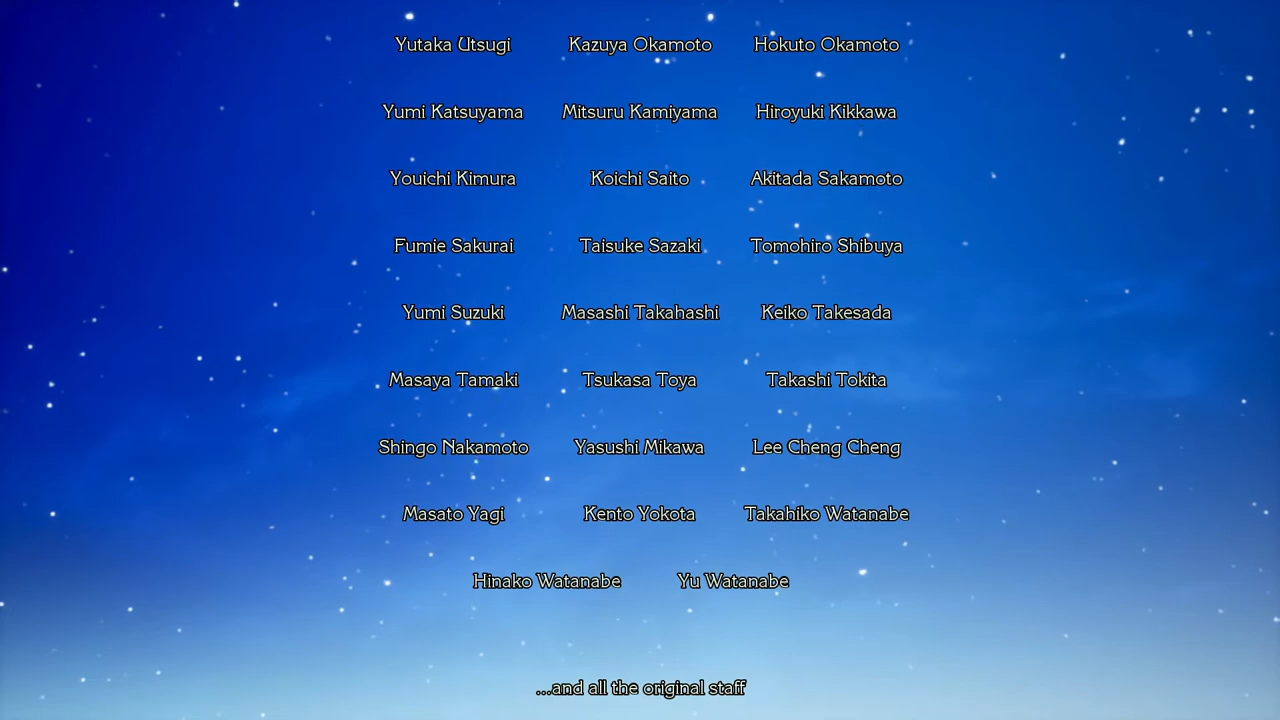 Yutaka Utsugi Kazuya Okamoto Hokuto Okamoto
Yumi Katsuyama Mitsuru Kamiyama Hiroyuki Kikkawa
Youichi Kimura Koichi Saito Akitada Sakamoto
Fumie Sakurai Taisuke Sazaki Tomohiro Shibuya
Yumi Suzuki Masashi Takahashi Keiko Takesada
Masaya Tamaki Tsukasa Toya Takashi Tokita
Shingo Nakamoto Yasushi Mikawa Lee Cheng Cheng
Masato Yagi Kento Yokota Takahiko Watanabe
Hinako Watanabe Yu Watanabe
...and all the original staff